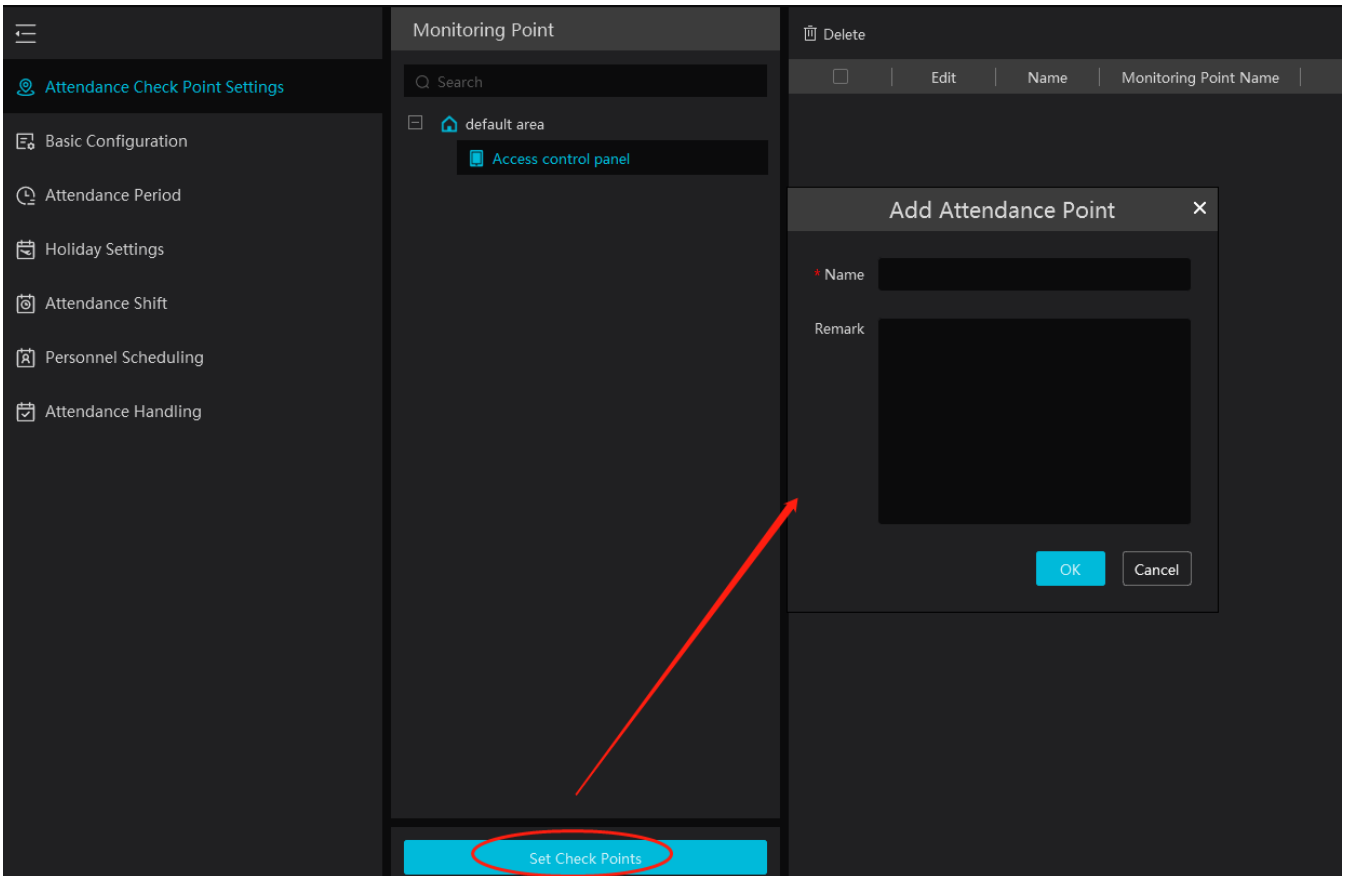 Attendance Check Point Settings
Basic Configuration
Attendance Period
Holiday Settings
Attendance Shift
Personnel Scheduling
Attendance Handling
Monitoring Point
Search
default area
Access control panel
Set Check Points
Delete
Edit Name Monitoring Point Name
Add Attendance Point
* Name
Remark
OK Cancel